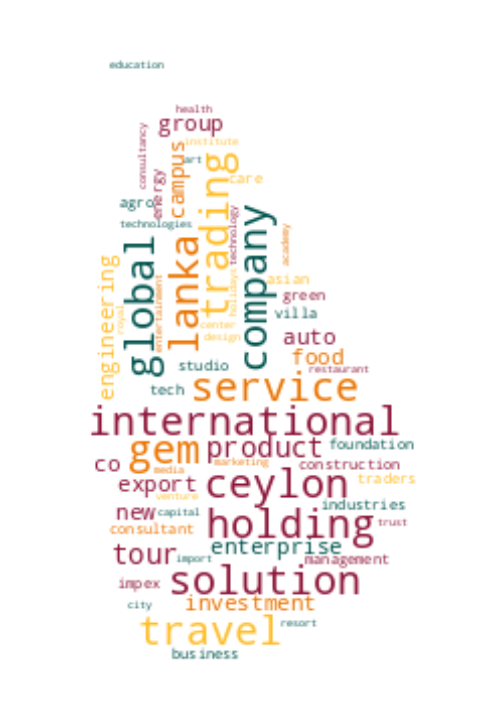 education
health
group
institute
consultancy
art
campus
trading
care
energy
agro
technologies
technology
company
academy
global
lanka
engineering
royal
entertainment
holidays
asian
green
villa
center
design
auto
food
restaurant
studio
tech
service
international
gem
product
foundation
co
media
marketing
construction
export
ceylon
traders
venture
new
capital
industries
consultant
holding
trust
tour
enterprise
import
management
impex
solution
city
investment
travel
resort
business